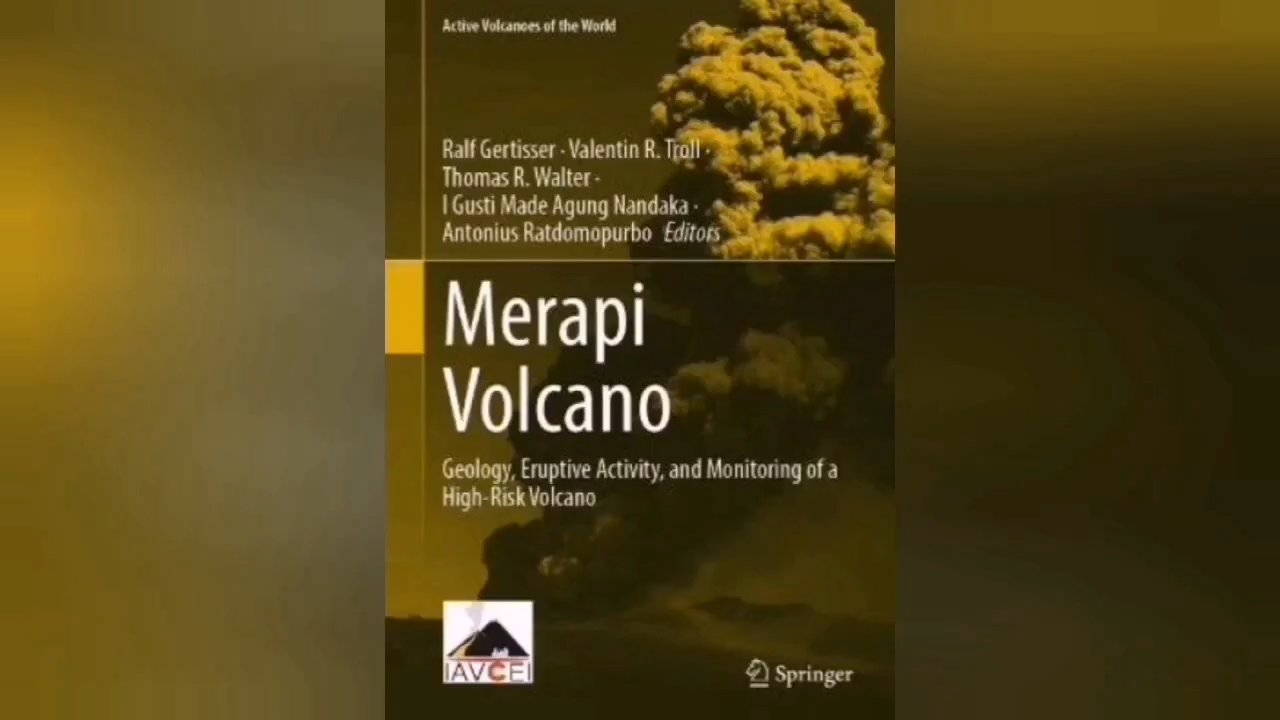 Active Volcanoes of the World
Ralf Gertisser · Valentin R. Troll ·
Thomas R. Walter ·
I Gusti Made Agung Nandaka ·
Antonius Ratdomopurbo Editors
Merapi
Volcano
Geology, Eruptive Activity, and Monitoring of a
High-Risk Volcano
IAVCEI
Springer